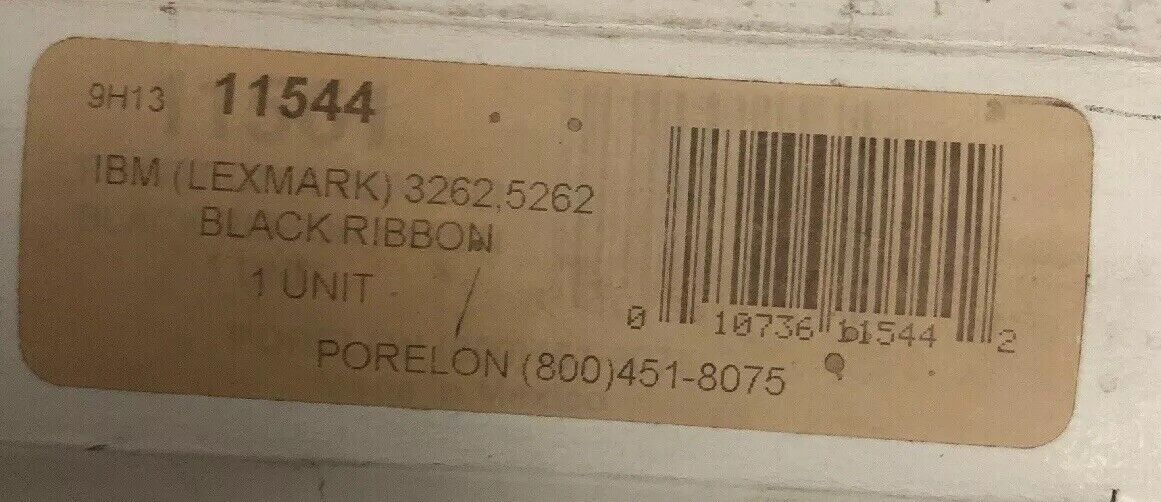 9H13 11544
IBM (LEXMARK) 3262,5262
BLACK RIBBON
1 UNIT
0 10736 11544 2
PORELON (800)451-8075